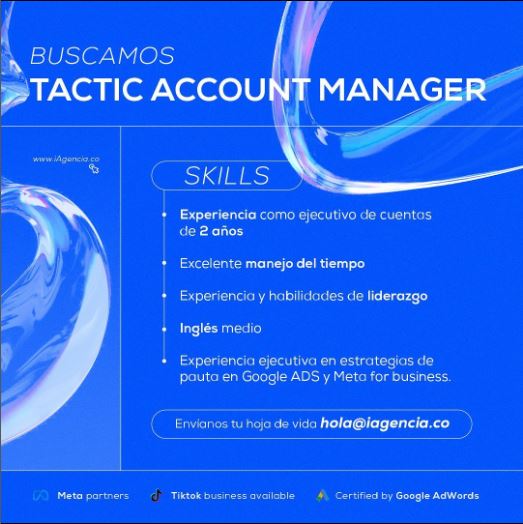 BUSCAMOS
TACTIC ACCOUNT MANAGER
www.iAgencia.co
SKILLS
Experiencia como ejecutivo de cuentas
de 2 años
Excelente manejo del tiempo
Experiencia y habilidades de liderazgo
Inglés medio
Experiencia ejecutiva en estrategias de
pauta en Google ADS y Meta for business.
Envíanos tu hoja de vida hola@iagencia.co
Meta partners
Tiktok business available
Certified by Google AdWords